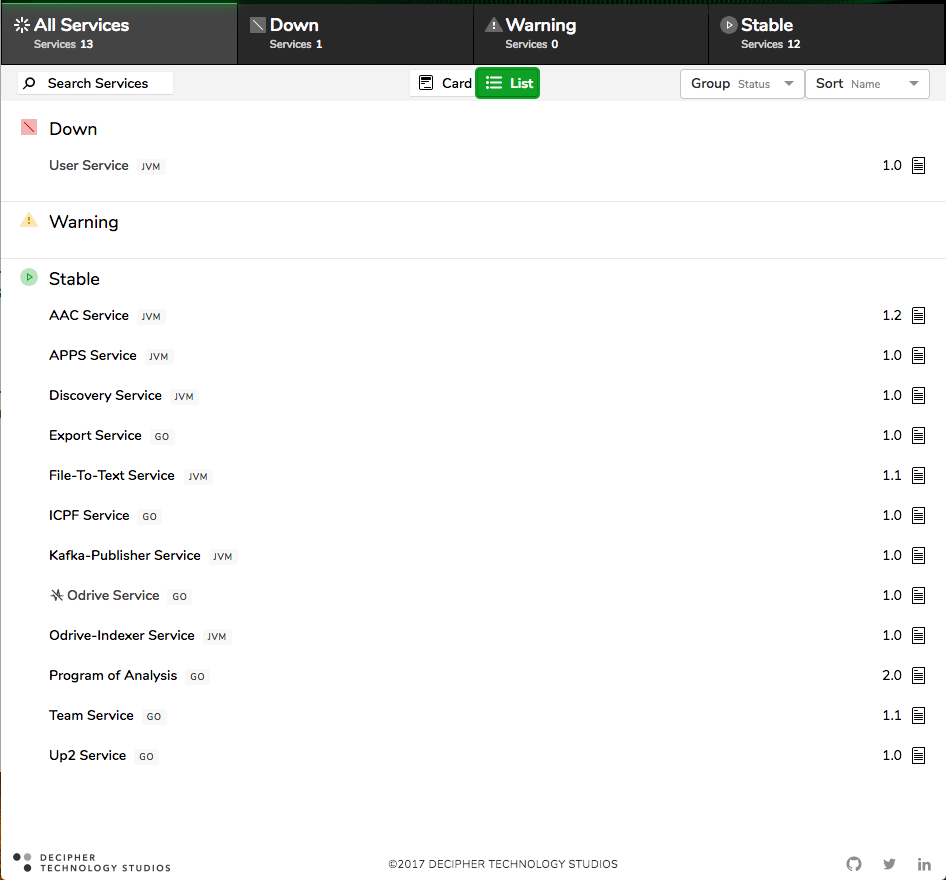 All Services
Services 13
Down
Services 1
Warning
Services 0
Stable
Services 12
Search Services
Card
List
Group Status
Sort Name
Down
User Service JVM 1.0
Warning
Stable
AAC Service JVM 1.2
APPS Service JVM 1.0
Discovery Service JVM 1.0
Export Service GO 1.0
File-To-Text Service JVM 1.1
ICPF Service GO 1.0
Kafka-Publisher Service JVM 1.0
Odrive Service GO 1.0
Odrive-Indexer Service JVM 1.0
Program of Analysis GO 2.0
Team Service GO 1.1
Up2 Service GO 1.0
DECIPHER
TECHNOLOGY STUDIOS
©2017 DECIPHER TECHNOLOGY STUDIOS
in